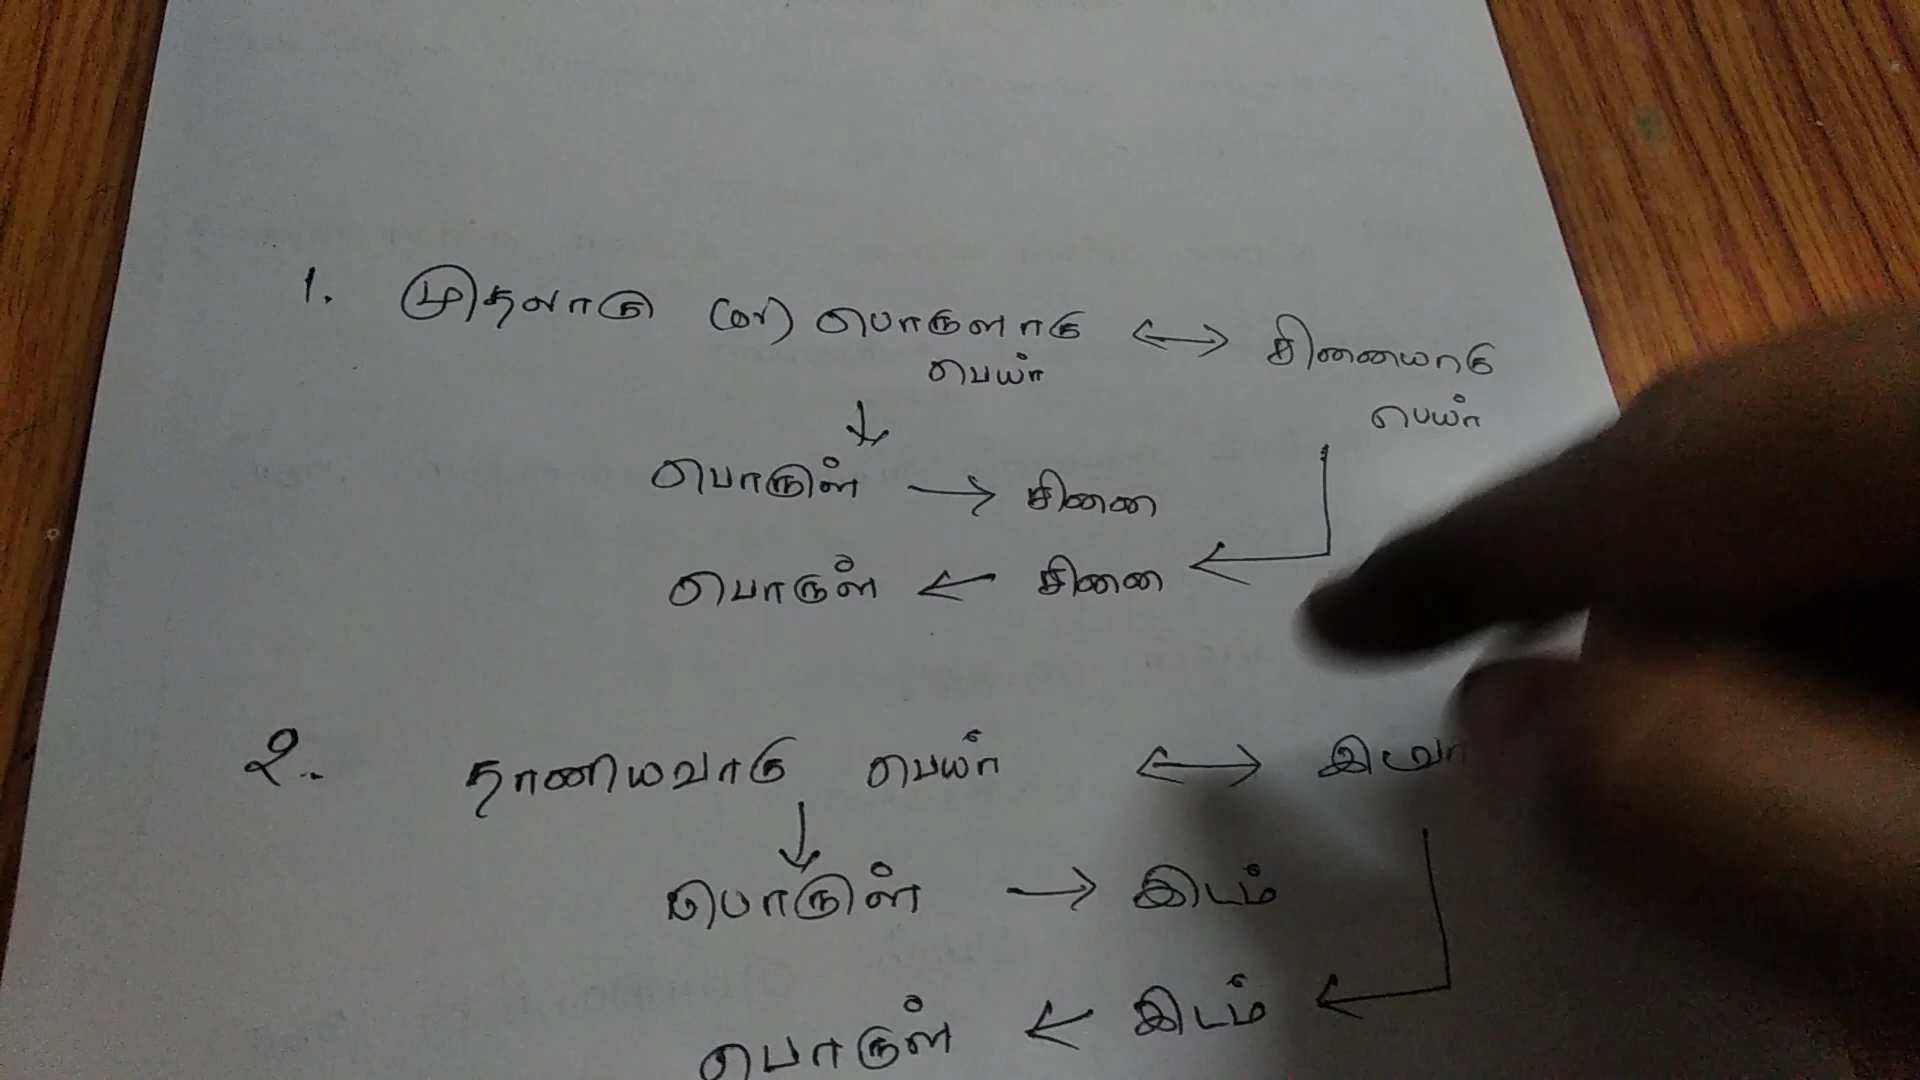 1. முதலாகு (or) பொருளாகு ↔ சினையாகு
பெயர் பெயர்
↓
பொருள் → சினை
பொருள் ← சினை
2. தானியவாகு பெயர் ↔
↓
பொருள் → இடம்
பொருள் ← இடம்